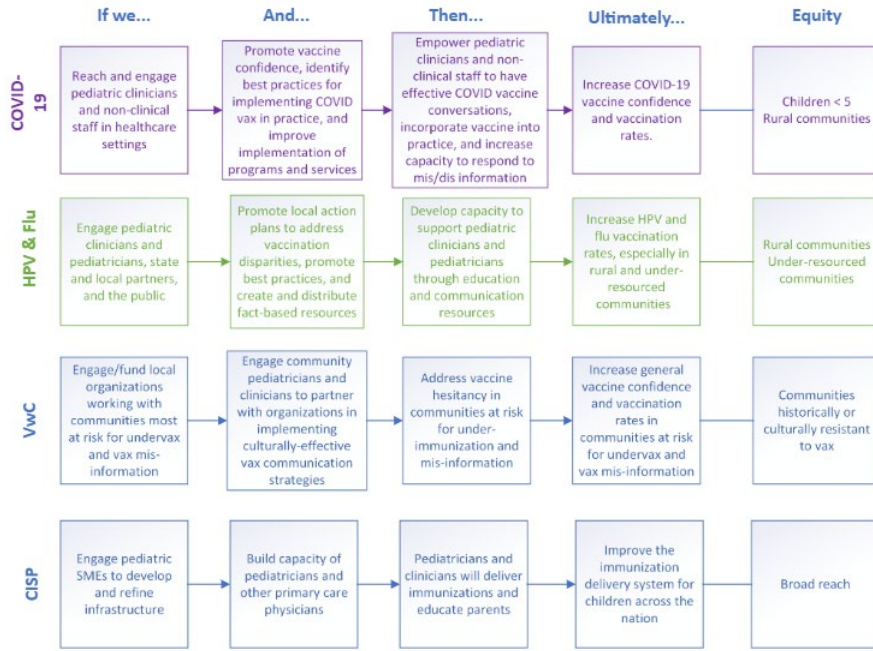 If we...
And...
Then...
Ultimately...
Equity
COVID-
19
Reach and engage
pediatric clinicians
and non-clinical
staff in healthcare
settings
Promote vaccine
confidence, identify
best practices for
implementing COVID
vax in practice, and
improve
implementation of
programs and services
Empower pediatric
clinicians and non-
clinical staff to have
effective COVID vaccine
conversations,
incorporate vaccine into
practice, and increase
capacity to respond to
mis/dis information
Increase COVID-19
vaccine confidence
and vaccination
rates.
Children < 5
Rural communities
HPV & Flu
Engage pediatric
clinicians and
pediatricians, state
and local partners,
and the public
Promote local action
plans to address
vaccination
disparities, promote
best practices, and
create and distribute
fact-based resources
Develop capacity to
support pediatric
clinicians and
pediatricians
through education
and communication
resources
Increase HPV and
flu vaccination
rates, especially in
rural and under-
resourced
communities
Rural communities
Under-resourced
communities
VwC
Engage/fund local
organizations
working with
communities most
at risk for undervax
and vax mis-
information
Engage community
pediatricians and
clinicians to partner
with organizations in
implementing
culturally-effective
vax communication
strategies
Address vaccine
hesitancy in
communities at risk
for under-
immunization and
mis-information
Increase general
vaccine confidence
and vaccination
rates in
communities at risk
for undervax and
vax mis-information
Communities
historically or
culturally resistant
to vax
CISP
Engage pediatric
SMEs to develop
and refine
infrastructure
Build capacity of
pediatricians and
other primary care
physicians
Pediatricians and
clinicians will deliver
immunizations and
educate parents
Improve the
immunization
delivery system for
children across the
nation
Broad reach